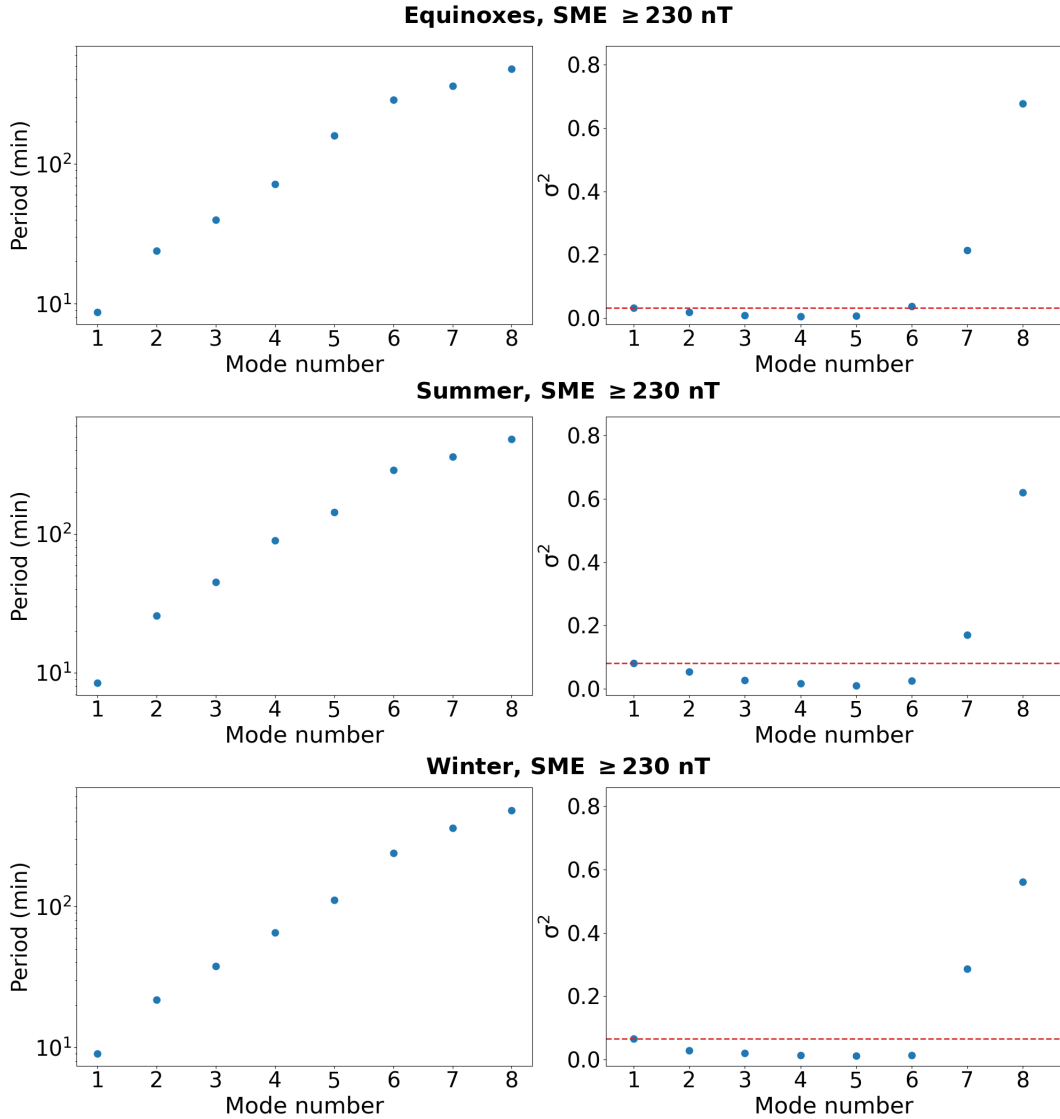 Equinoxes, SME ≥ 230 nT
Period (min)
10²
10¹
1 2 3 4 5 6 7 8
Mode number
σ²
0.8
0.6
0.4
0.2
0.0
1 2 3 4 5 6 7 8
Mode number
Summer, SME ≥ 230 nT
Period (min)
10²
10¹
1 2 3 4 5 6 7 8
Mode number
σ²
0.8
0.6
0.4
0.2
0.0
1 2 3 4 5 6 7 8
Mode number
Winter, SME ≥ 230 nT
Period (min)
10²
10¹
1 2 3 4 5 6 7 8
Mode number
σ²
0.8
0.6
0.4
0.2
0.0
1 2 3 4 5 6 7 8
Mode number